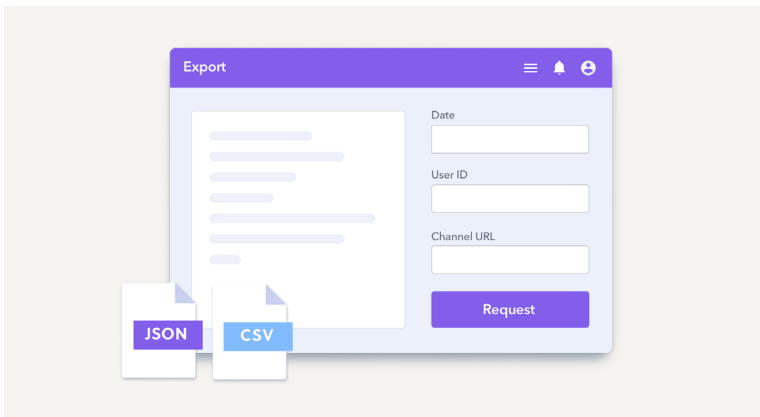 Export
Date
User ID
Channel URL
Request
JSON
CSV